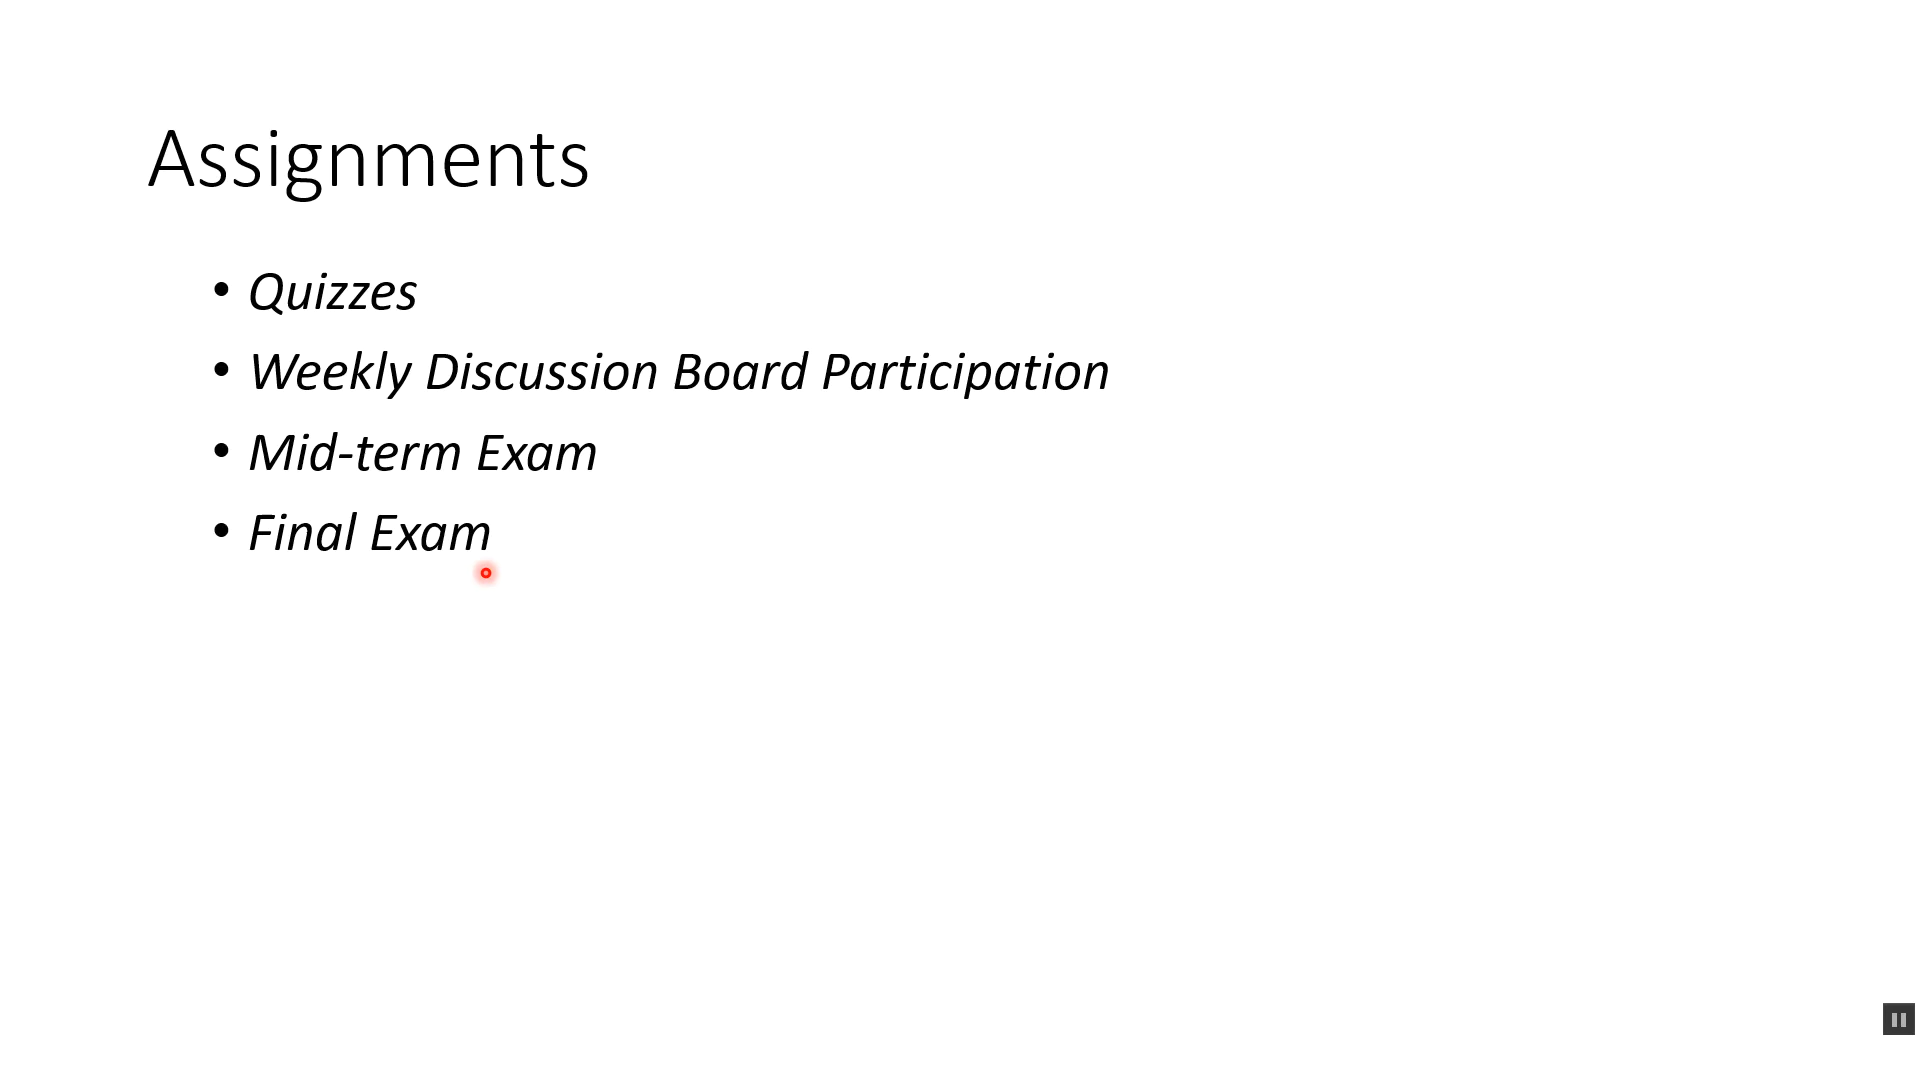 Assignments
• Quizzes
• Weekly Discussion Board Participation
• Mid-term Exam
• Final Exam